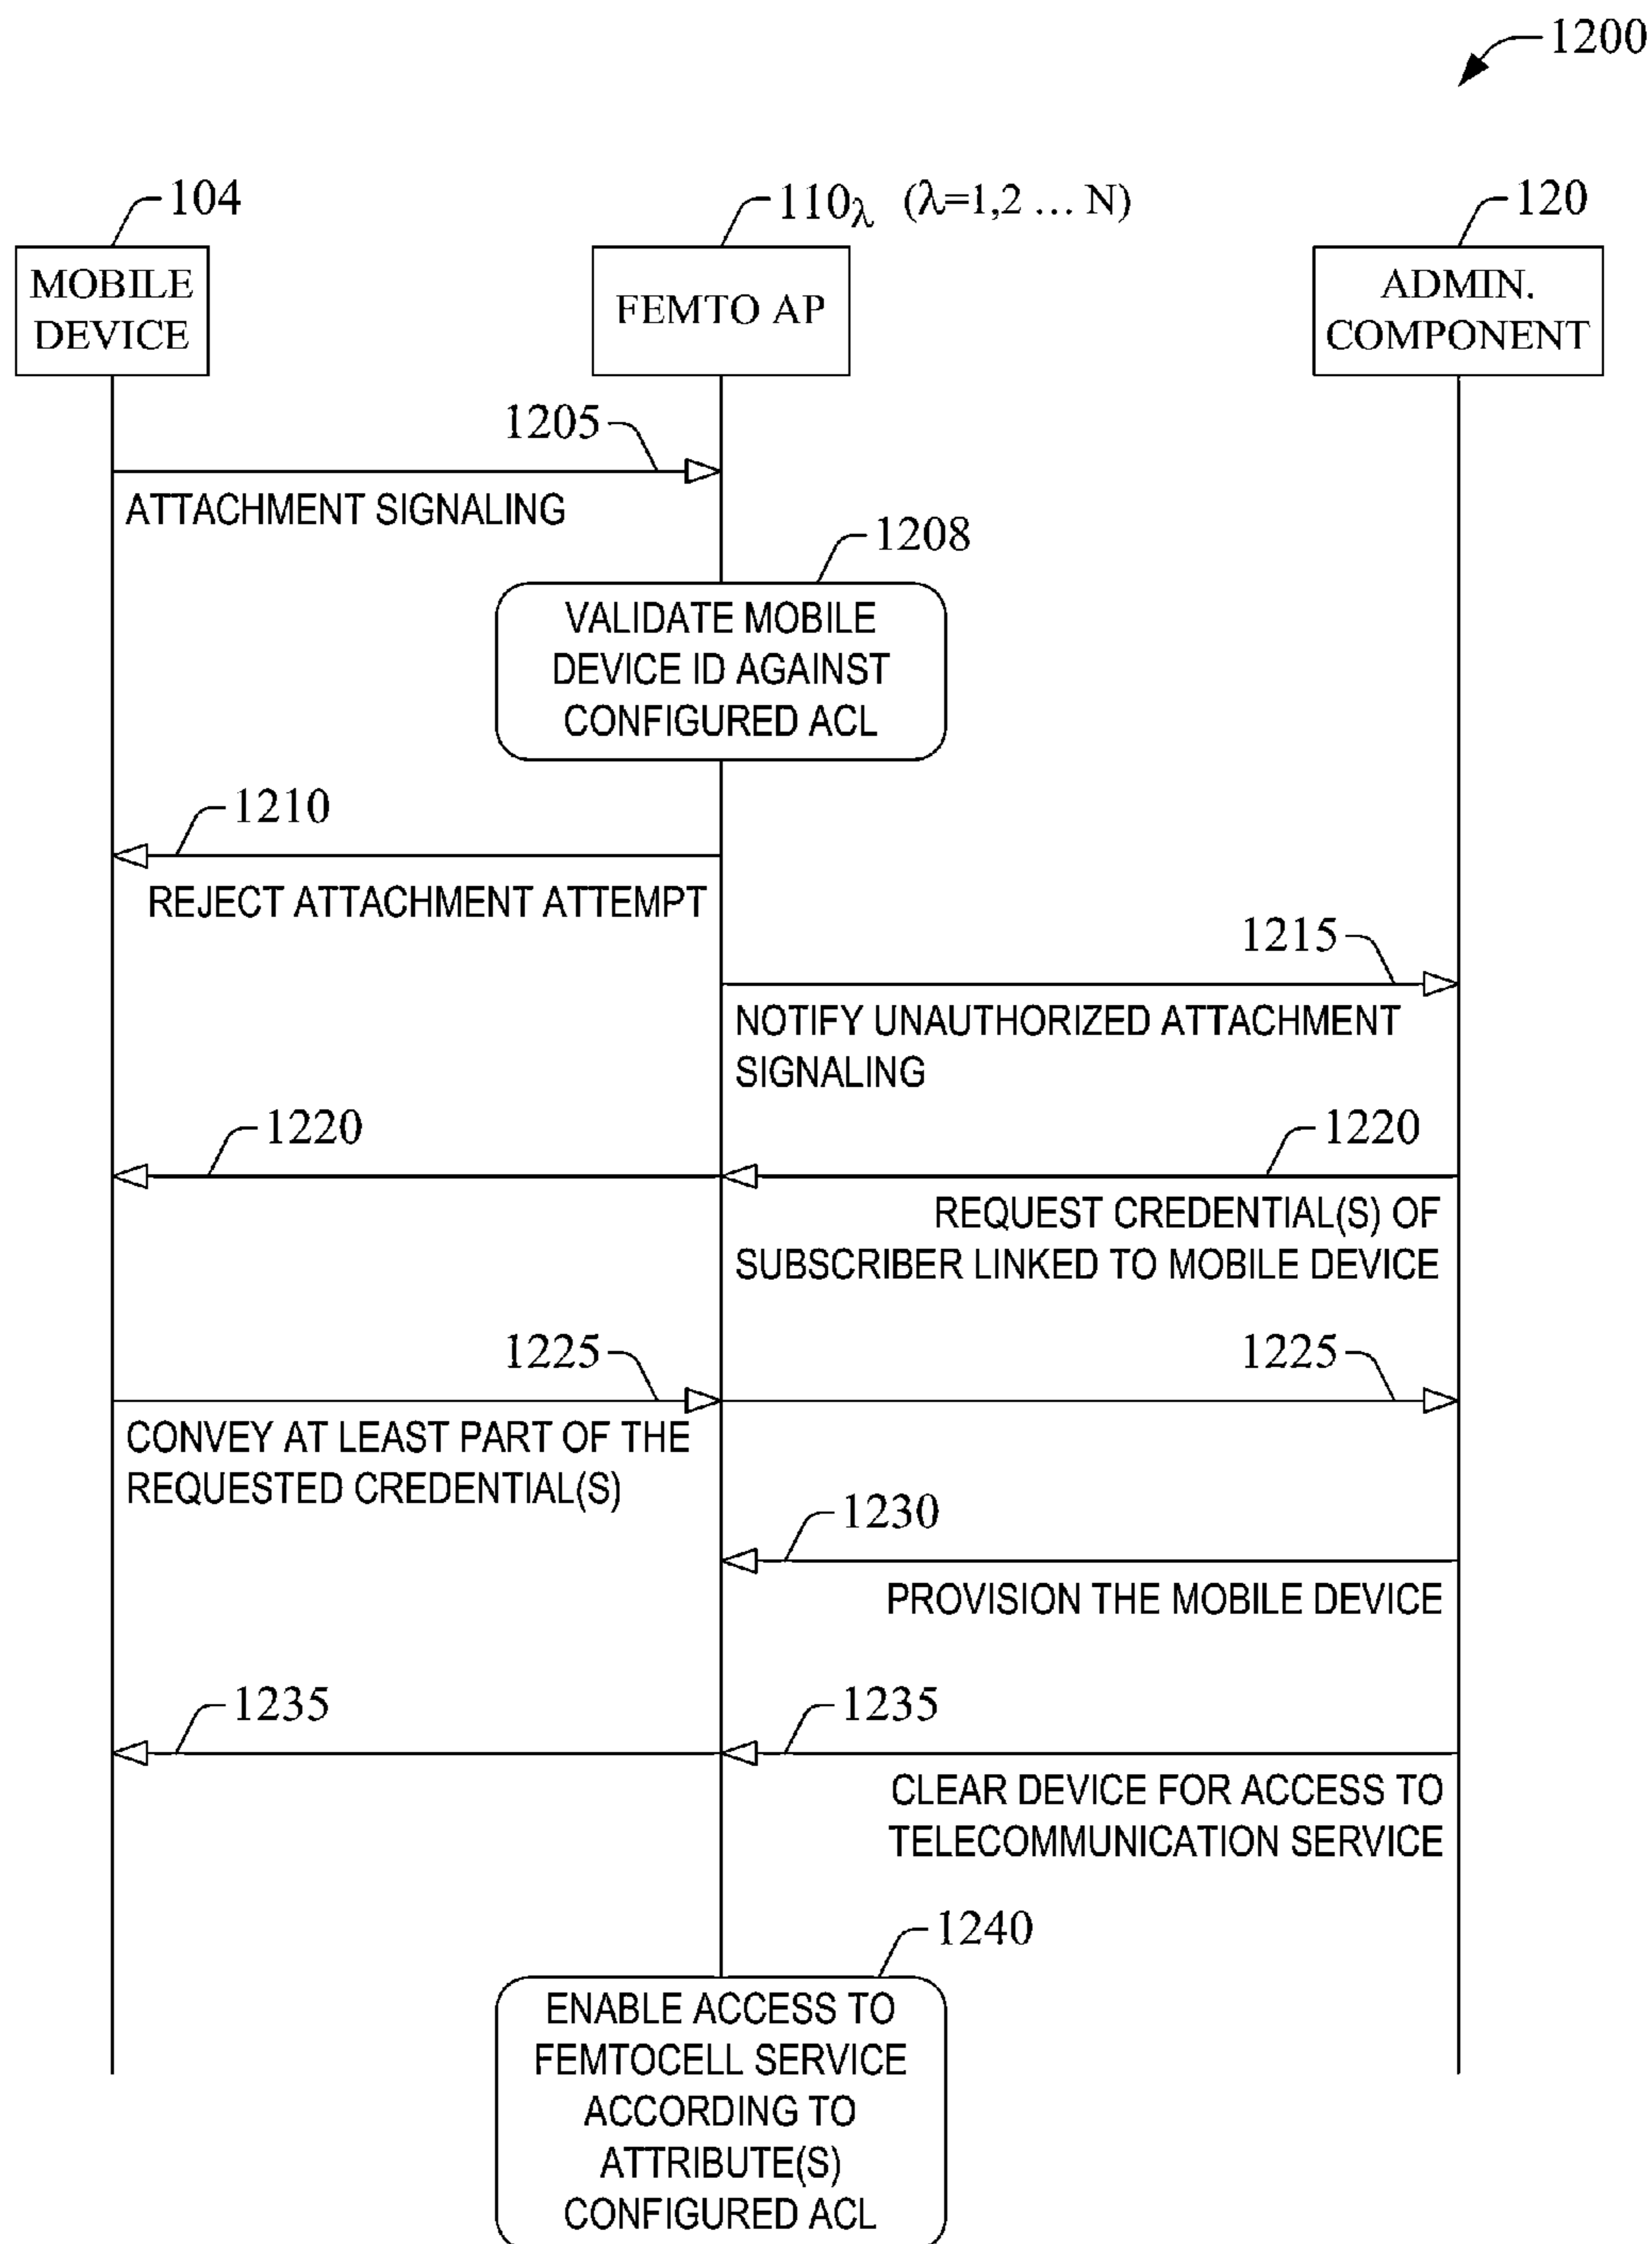 1200
104
110λ (λ=1,2 ... N)
120
MOBILE
DEVICE
FEMTO AP
ADMIN.
COMPONENT
1205
ATTACHMENT SIGNALING
1208
VALIDATE MOBILE
DEVICE ID AGAINST
CONFIGURED ACL
1210
REJECT ATTACHMENT ATTEMPT
1215
NOTIFY UNAUTHORIZED ATTACHMENT
SIGNALING
1220
1220
REQUEST CREDENTIAL(S) OF
SUBSCRIBER LINKED TO MOBILE DEVICE
1225
1225
CONVEY AT LEAST PART OF THE
REQUESTED CREDENTIAL(S)
1230
PROVISION THE MOBILE DEVICE
1235
1235
CLEAR DEVICE FOR ACCESS TO
TELECOMMUNICATION SERVICE
1240
ENABLE ACCESS TO
FEMTOCELL SERVICE
ACCORDING TO
ATTRIBUTE(S)
CONFIGURED ACL